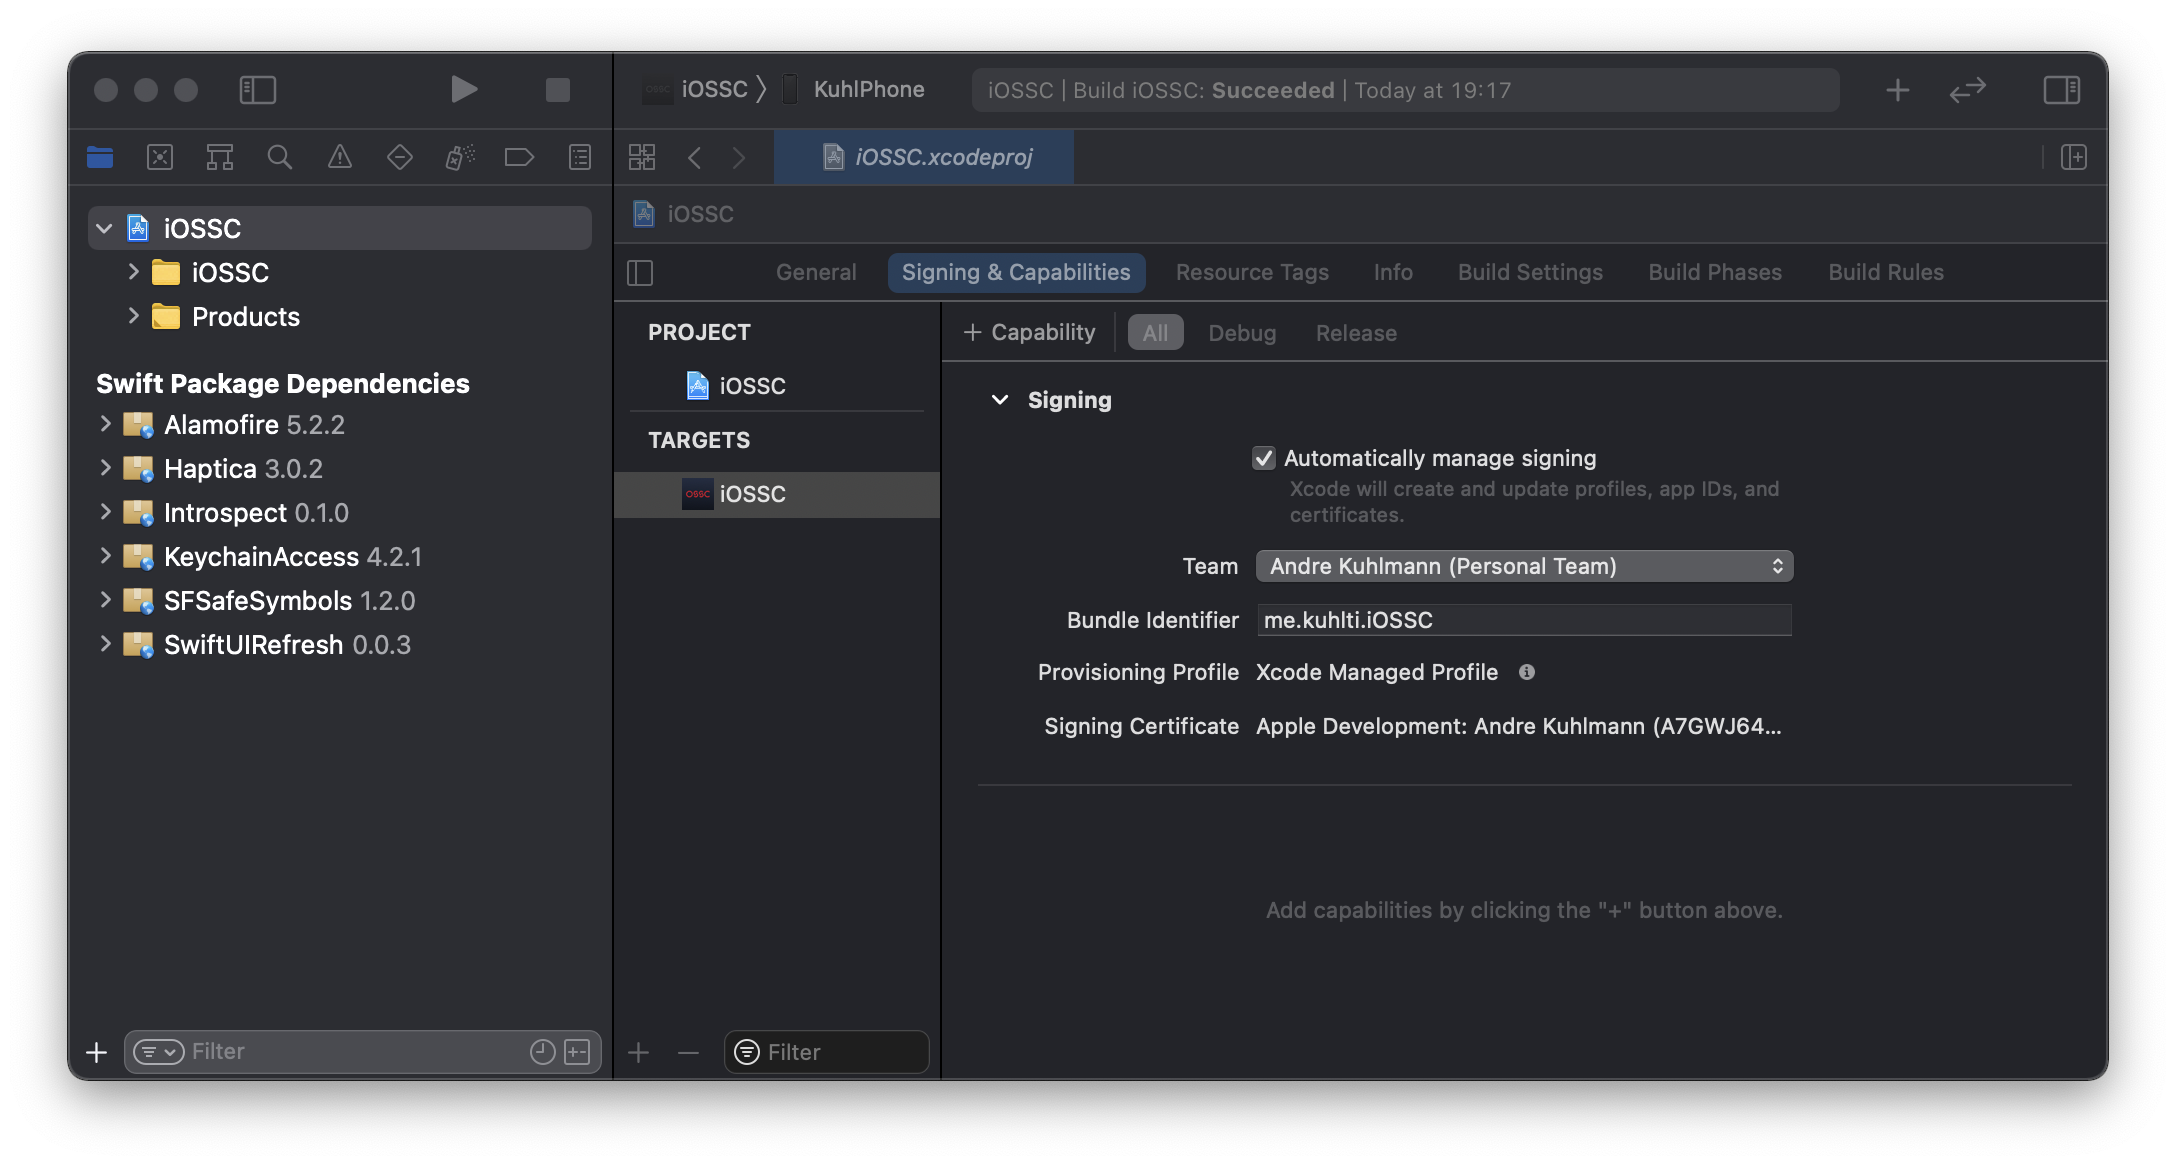 iOSSC
KuhlPhone
iOSSC | Build iOSSC: Succeeded | Today at 19:17
iOSSC.xcodeproj
iOSSC
General
Signing & Capabilities
Resource Tags
Info
Build Settings
Build Phases
Build Rules
iOSSC
iOSSC
Products
Swift Package Dependencies
Alamofire 5.2.2
Haptica 3.0.2
Introspect 0.1.0
KeychainAccess 4.2.1
SFSafeSymbols 1.2.0
SwiftUIRefresh 0.0.3
Filter
PROJECT
iOSSC
TARGETS
OSSC
iOSSC
Filter
+ Capability
All
Debug
Release
Signing
Automatically manage signing
Xcode will create and update profiles, app IDs, and
certificates.
Team
Andre Kuhlmann (Personal Team)
Bundle Identifier
me.kuhlti.iOSSC
Provisioning Profile
Xcode Managed Profile
Signing Certificate
Apple Development: Andre Kuhlmann (A7GWJ64...
Add capabilities by clicking the "+" button above.